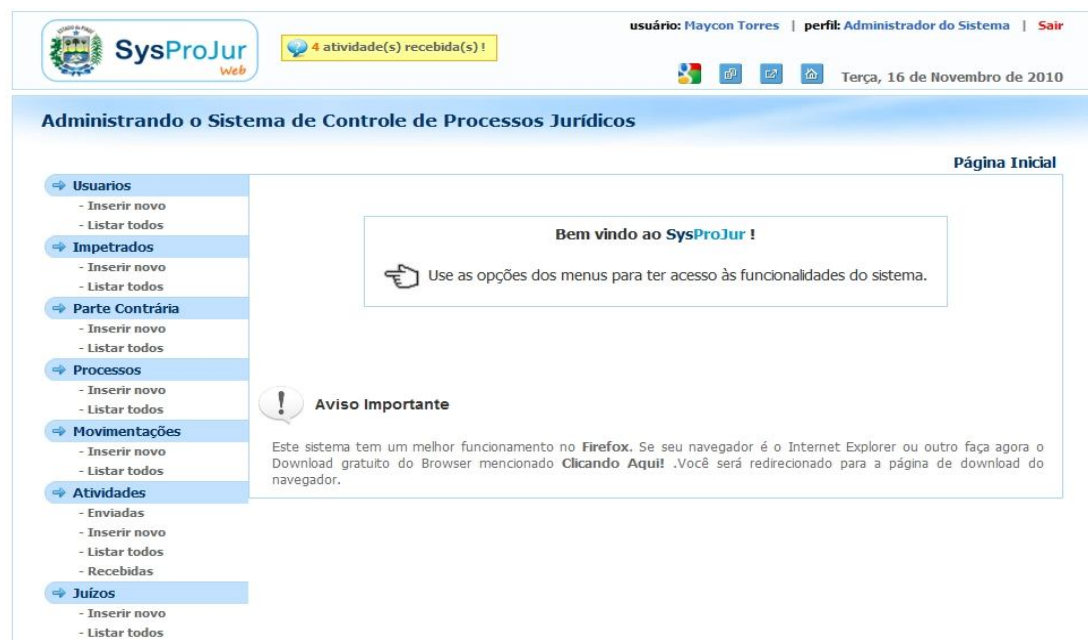 ESTADO DO PIAUÍ
SysProJur
Web
4 atividade(s) recebida(s) !
usuário: Maycon Torres | perfil: Administrador do Sistema | Sair
Terça, 16 de Novembro de 2010
Administrando o Sistema de Controle de Processos Jurídicos
Página Inicial
Usuarios
- Inserir novo
- Listar todos
Impetrados
- Inserir novo
- Listar todos
Parte Contrária
- Inserir novo
- Listar todos
Processos
- Inserir novo
- Listar todos
Movimentações
- Inserir novo
- Listar todos
Atividades
- Enviadas
- Inserir novo
- Listar todos
- Recebidas
Juízos
- Inserir novo
- Listar todos
Bem vindo ao SysProJur !
Use as opções dos menus para ter acesso às funcionalidades do sistema.
Aviso Importante
Este sistema tem um melhor funcionamento no Firefox. Se seu navegador é o Internet Explorer ou outro faça agora o
Download gratuito do Browser mencionado Clicando Aqui! .Você será redirecionado para a página de download do
navegador.